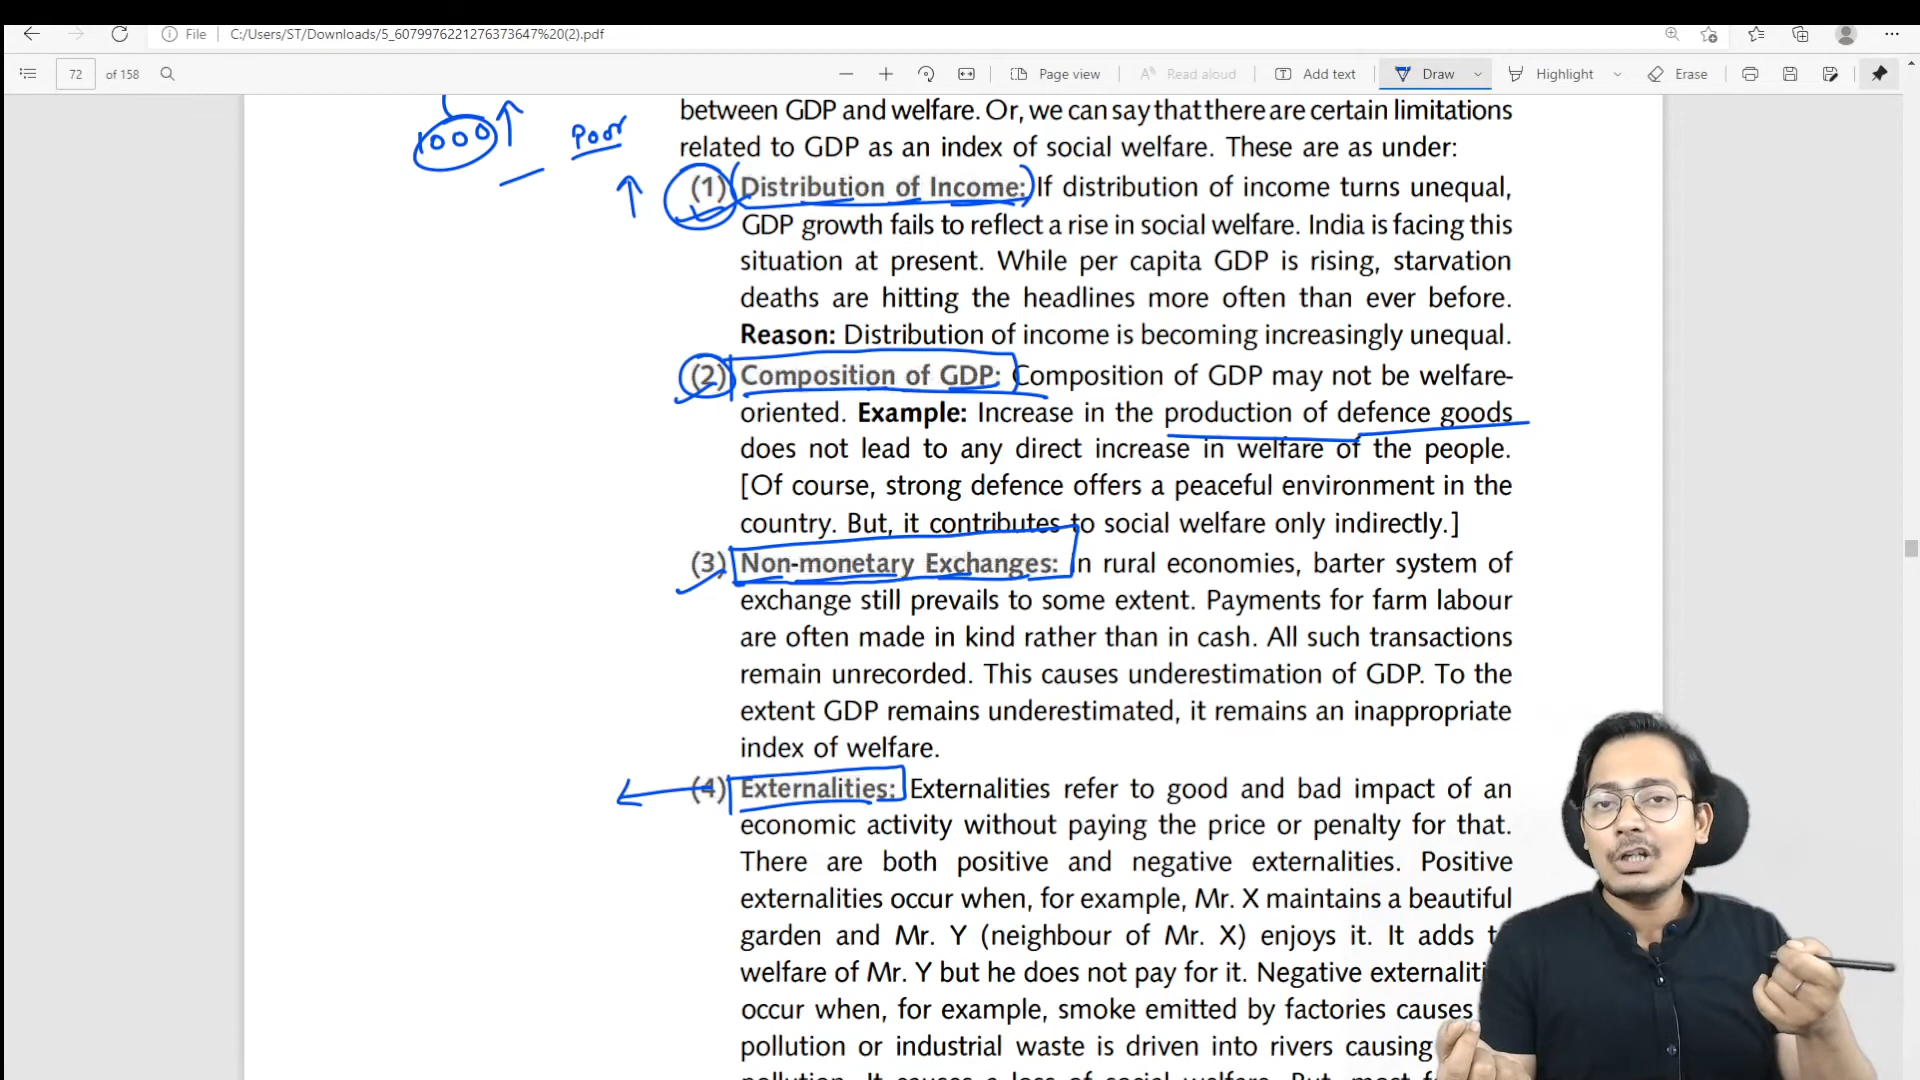 File C:/Users/ST/Downloads/5_6079976221276373647%20(2).pdf
72 of 158 Page view Read aloud Add text Draw Highlight Erase
between GDP and welfare. Or, we can say that there are certain limitations
1000 Poor
related to GDP as an index of social welfare. These are as under:
(1) Distribution of Income: If distribution of income turns unequal,
GDP growth fails to reflect a rise in social welfare. India is facing this
situation at present. While per capita GDP is rising, starvation
deaths are hitting the headlines more often than ever before.
Reason: Distribution of income is becoming increasingly unequal.
(2) Composition of GDP: Composition of GDP may not be welfare-
oriented. Example: Increase in the production of defence goods
does not lead to any direct increase in welfare of the people.
[Of course, strong defence offers a peaceful environment in the
country. But, it contributes to social welfare only indirectly.]
(3) Non-monetary Exchanges: In rural economies, barter system of
exchange still prevails to some extent. Payments for farm labour
are often made in kind rather than in cash. All such transactions
remain unrecorded. This causes underestimation of GDP. To the
extent GDP remains underestimated, it remains an inappropriate
index of welfare.
(4) Externalities: Externalities refer to good and bad impact of an
economic activity without paying the price or penalty for that.
There are both positive and negative externalities. Positive
externalities occur when, for example, Mr. X maintains a beautiful
garden and Mr. Y (neighbour of Mr. X) enjoys it. It adds
welfare of Mr. Y but he does not pay for it. Negative
occur when, for example, smoke emitted by factories causes
pollution or industrial waste is driven into rivers causing